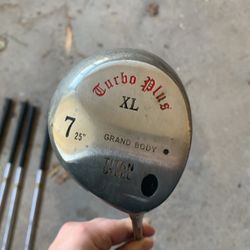 Turbo Plus
XL
7 25°
GRAND BODY
TITAN